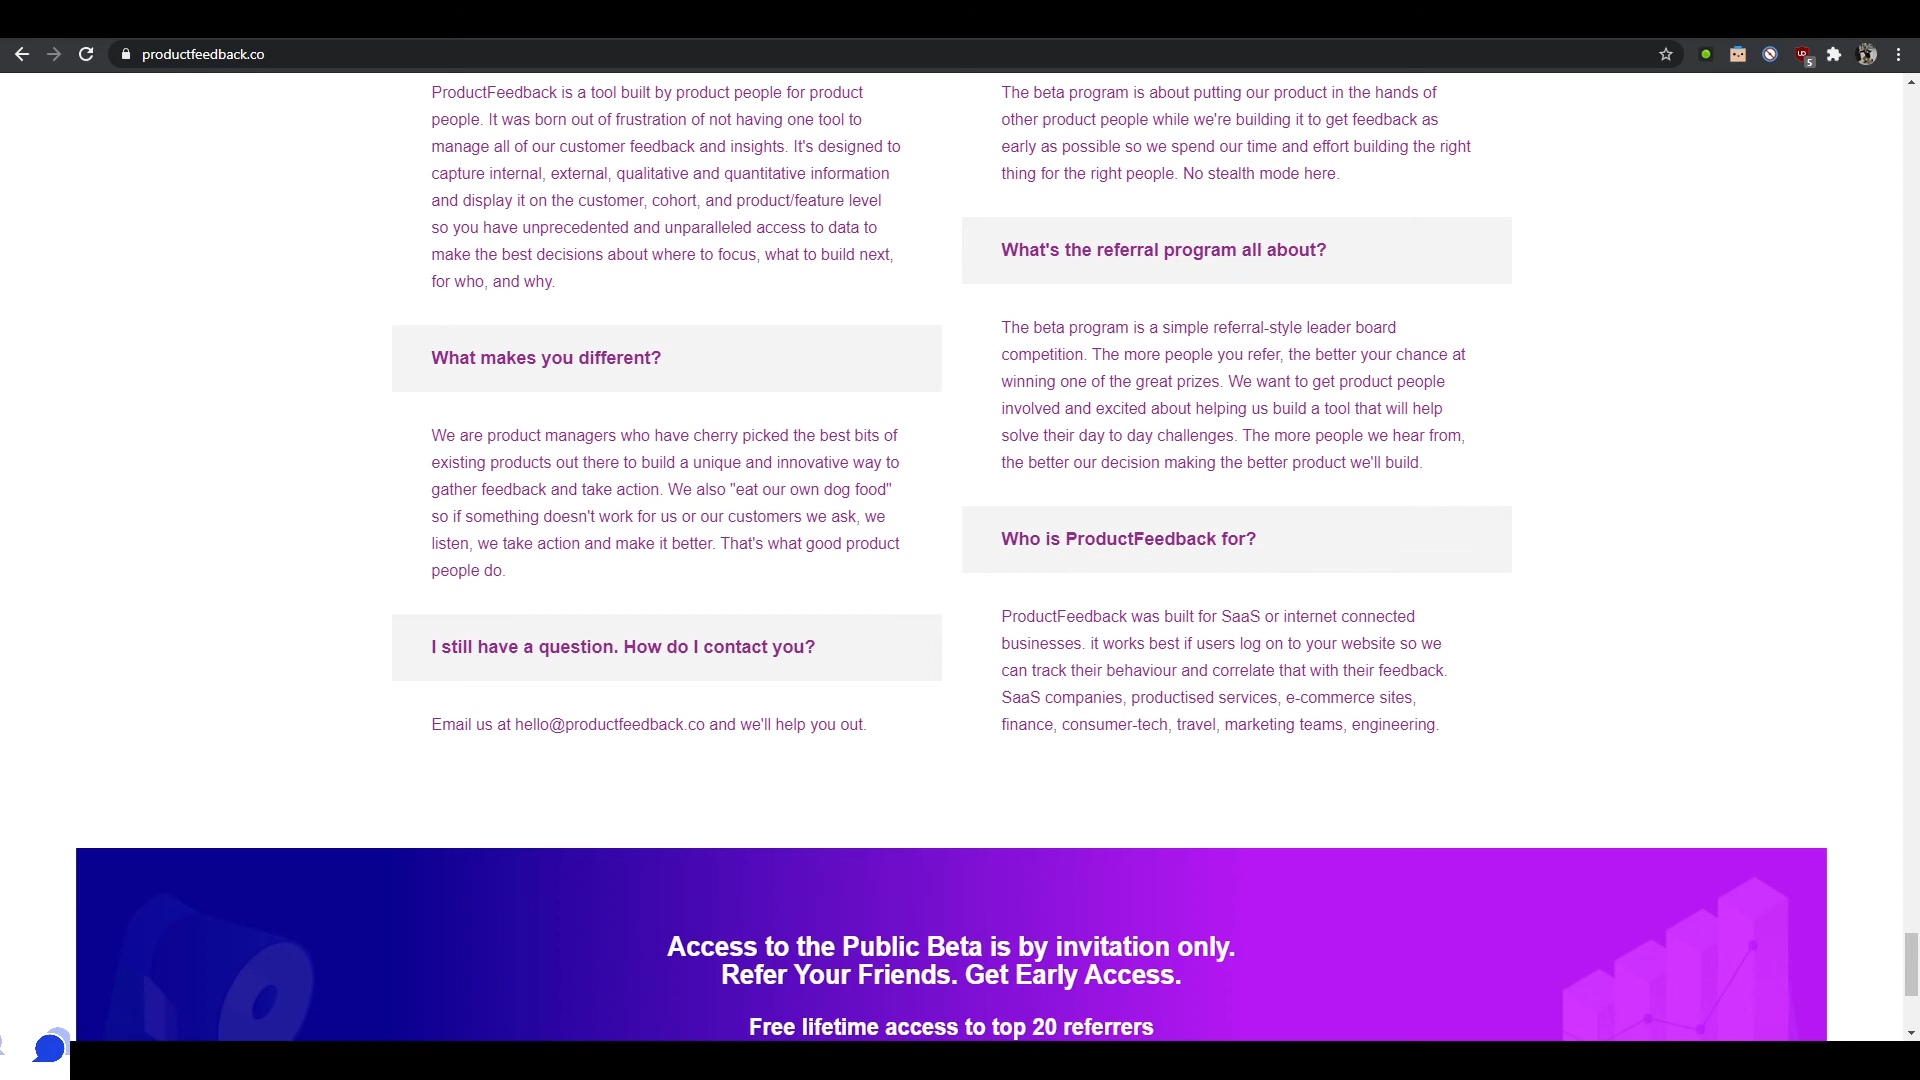 productfeedback.co
5
ProductFeedback is a tool built by product people for product
people. It was born out of frustration of not having one tool to
manage all of our customer feedback and insights. It's designed to
capture internal, external, qualitative and quantitative information
and display it on the customer, cohort, and product/feature level
so you have unprecedented and unparalleled access to data to
make the best decisions about where to focus, what to build next,
for who, and why.
What makes you different?
We are product managers who have cherry picked the best bits of
existing products out there to build a unique and innovative way to
gather feedback and take action. We also "eat our own dog food"
so if something doesn't work for us or our customers we ask, we
listen, we take action and make it better. That's what good product
people do.
I still have a question. How do I contact you?
Email us at hello@productfeedback.co and we'll help you out.
The beta program is about putting our product in the hands of
other product people while we're building it to get feedback as
early as possible so we spend our time and effort building the right
thing for the right people. No stealth mode here.
What's the referral program all about?
The beta program is a simple referral-style leader board
competition. The more people you refer, the better your chance at
winning one of the great prizes. We want to get product people
involved and excited about helping us build a tool that will help
solve their day to day challenges. The more people we hear from,
the better our decision making the better product we'll build.
Who is ProductFeedback for?
ProductFeedback was built for SaaS or internet connected
businesses. it works best if users log on to your website so we
can track their behaviour and correlate that with their feedback.
SaaS companies, productised services, e-commerce sites,
finance, consumer-tech, travel, marketing teams, engineering.
Access to the Public Beta is by invitation only.
Refer Your Friends. Get Early Access.
Free lifetime access to top 20 referrers